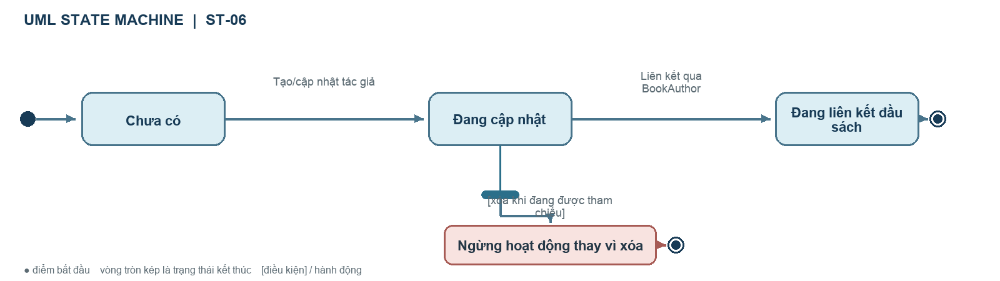 UML STATE MACHINE | ST-06
Tạo/cập nhật tác giả
Liên kết qua
BookAuthor
Chưa có
Đang cập nhật
Đang liên kết đầu
sách
[xóa khi đang được tham
chiếu]
Ngừng hoạt động thay vì xóa
● điểm bắt đầu vòng tròn kép là trạng thái kết thúc [điều kiện] / hành động